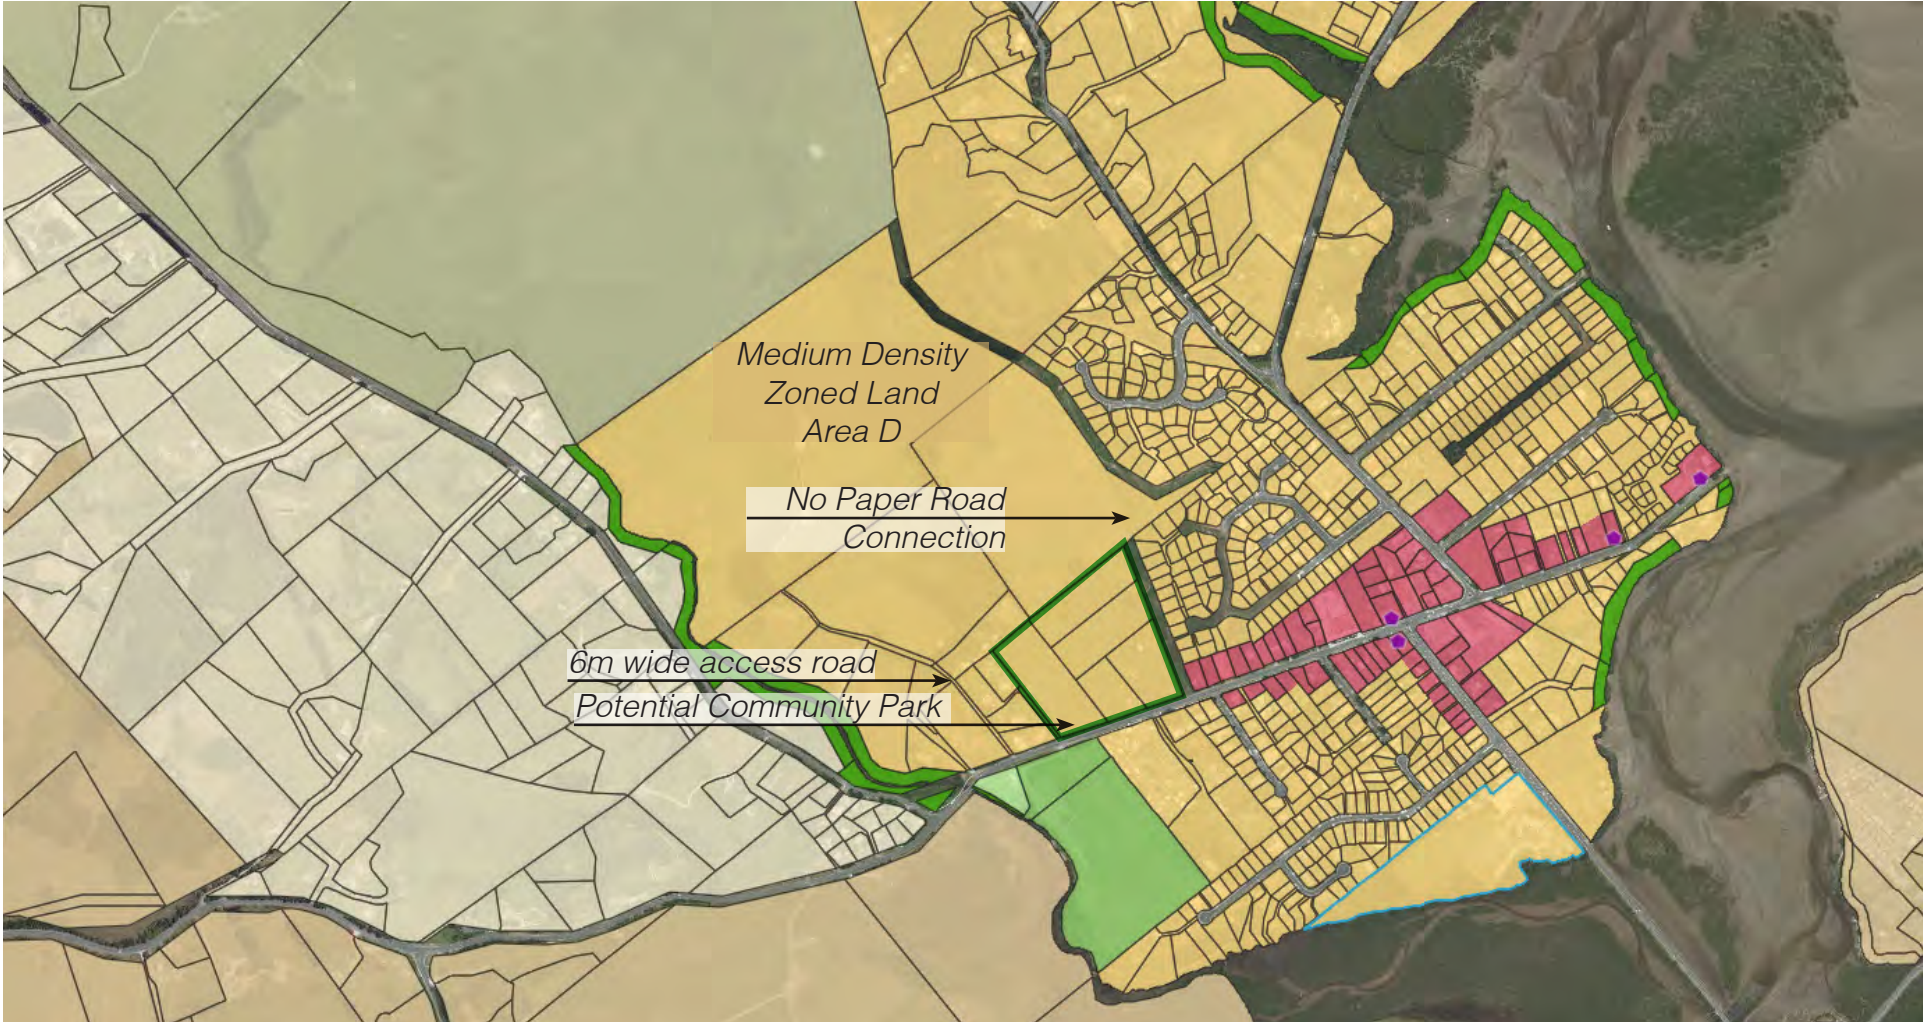 Medium Density
Zoned Land
Area D
No Paper Road
Connection
6m wide access road
Potential Community Park